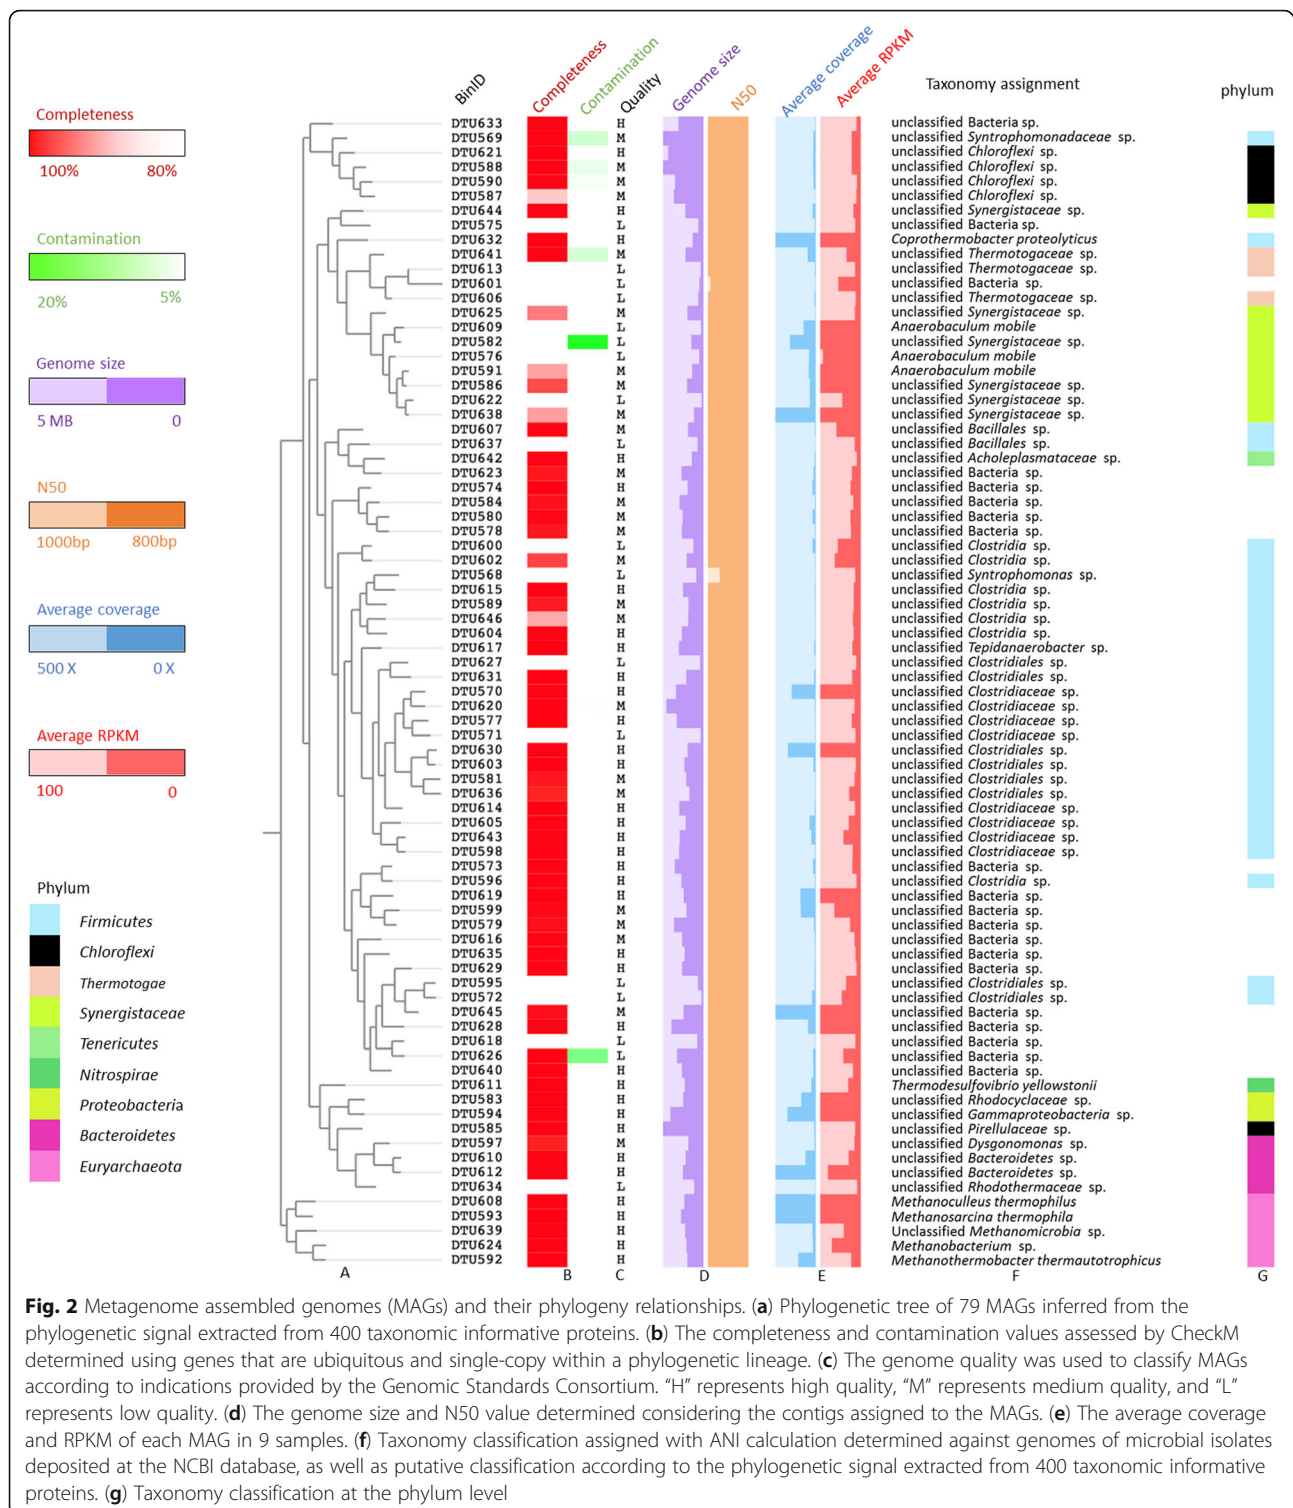 Completeness
Contamination
Genome size
Average coverage
Average RPKM
BinID
Quality
N50
Taxonomy assignment
phylum
Completeness
100% 80%
Contamination
20% 5%
Genome size
5 MB 0
N50
1000bp 800bp
Average coverage
500 X 0 X
Average RPKM
100 0
Phylum
Firmicutes
Chloroflexi
Thermotogae
Synergistaceae
Tenericutes
Nitrospirae
Proteobacteria
Bacteroidetes
Euryarchaeota
DTU633 H unclassified Bacteria sp.
DTU569 M unclassified Syntrophomonadaceae sp.
DTU621 H unclassified Chloroflexi sp.
DTU588 M unclassified Chloroflexi sp.
DTU590 M unclassified Chloroflexi sp.
DTU587 M unclassified Chloroflexi sp.
DTU644 H unclassified Synergistaceae sp.
DTU575 L unclassified Bacteria sp.
DTU632 H Coprothermobacter proteolyticus
DTU641 M unclassified Thermotogaceae sp.
DTU613 L unclassified Thermotogaceae sp.
DTU601 L unclassified Bacteria sp.
DTU606 L unclassified Thermotogaceae sp.
DTU625 M unclassified Synergistaceae sp.
DTU609 L Anaerobaculum mobile
DTU582 L unclassified Synergistaceae sp.
DTU576 L Anaerobaculum mobile
DTU591 M Anaerobaculum mobile
DTU586 M unclassified Synergistaceae sp.
DTU622 L unclassified Synergistaceae sp.
DTU638 M unclassified Synergistaceae sp.
DTU607 M unclassified Bacillales sp.
DTU637 L unclassified Bacillales sp.
DTU642 H unclassified Acholeplasmataceae sp.
DTU623 M unclassified Bacteria sp.
DTU574 H unclassified Bacteria sp.
DTU584 M unclassified Bacteria sp.
DTU580 M unclassified Bacteria sp.
DTU578 M unclassified Bacteria sp.
DTU600 L unclassified Clostridia sp.
DTU602 M unclassified Clostridia sp.
DTU568 L unclassified Syntrophomonas sp.
DTU615 H unclassified Clostridia sp.
DTU589 M unclassified Clostridia sp.
DTU646 M unclassified Clostridia sp.
DTU604 H unclassified Clostridia sp.
DTU617 H unclassified Tepidanaerobacter sp.
DTU627 L unclassified Clostridiales sp.
DTU631 H unclassified Clostridiales sp.
DTU570 H unclassified Clostridiaceae sp.
DTU620 M unclassified Clostridiaceae sp.
DTU577 H unclassified Clostridiaceae sp.
DTU571 L unclassified Clostridiaceae sp.
DTU630 H unclassified Clostridiales sp.
DTU603 H unclassified Clostridiales sp.
DTU581 M unclassified Clostridiales sp.
DTU636 M unclassified Clostridiales sp.
DTU614 H unclassified Clostridiaceae sp.
DTU605 H unclassified Clostridiaceae sp.
DTU643 H unclassified Clostridiaceae sp.
DTU598 H unclassified Clostridiaceae sp.
DTU573 H unclassified Bacteria sp.
DTU596 H unclassified Clostridia sp.
DTU619 H unclassified Bacteria sp.
DTU599 M unclassified Bacteria sp.
DTU579 M unclassified Bacteria sp.
DTU616 M unclassified Bacteria sp.
DTU635 H unclassified Bacteria sp.
DTU629 H unclassified Bacteria sp.
DTU595 L unclassified Clostridiales sp.
DTU572 L unclassified Clostridiales sp.
DTU645 M unclassified Bacteria sp.
DTU628 H unclassified Bacteria sp.
DTU618 L unclassified Bacteria sp.
DTU626 L unclassified Bacteria sp.
DTU640 H unclassified Bacteria sp.
DTU611 H Thermodesulfovibrio yellowstonii
DTU583 H unclassified Rhodocyclaceae sp.
DTU594 H unclassified Gammaproteobacteria sp.
DTU585 H unclassified Pirellulaceae sp.
DTU597 M unclassified Dysgonomonas sp.
DTU610 H unclassified Bacteroidetes sp.
DTU612 H unclassified Bacteroidetes sp.
DTU634 L unclassified Rhodothermaceae sp.
DTU608 H Methanoculleus thermophilus
DTU593 H Methanosarcina thermophila
DTU639 H Unclassified Methanomicrobia sp.
DTU624 H Methanobacterium sp.
DTU592 H Methanothermobacter thermautotrophicus
A B C D E F G
Fig. 2 Metagenome assembled genomes (MAGs) and their phylogeny relationships. (a) Phylogenetic tree of 79 MAGs inferred from the
phylogenetic signal extracted from 400 taxonomic informative proteins. (b) The completeness and contamination values assessed by CheckM
determined using genes that are ubiquitous and single-copy within a phylogenetic lineage. (c) The genome quality was used to classify MAGs
according to indications provided by the Genomic Standards Consortium. “H” represents high quality, “M” represents medium quality, and “L”
represents low quality. (d) The genome size and N50 value determined considering the contigs assigned to the MAGs. (e) The average coverage
and RPKM of each MAG in 9 samples. (f) Taxonomy classification assigned with ANI calculation determined against genomes of microbial isolates
deposited at the NCBI database, as well as putative classification according to the phylogenetic signal extracted from 400 taxonomic informative
proteins. (g) Taxonomy classification at the phylum level